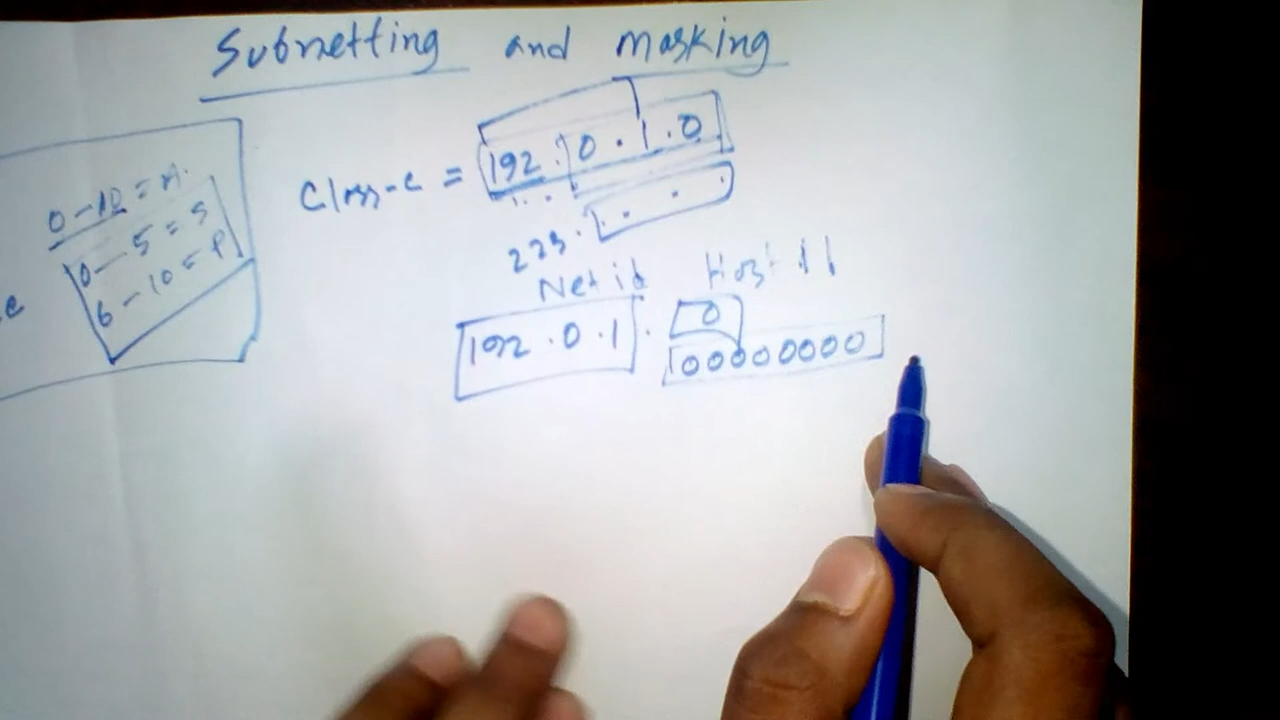 Subnetting and masking
Class-c = 192.0.1.0
223. . .
0-10 = A.
0-5 = S
6-10 = P
e
Net id Host
192.0.1. 0
00000000